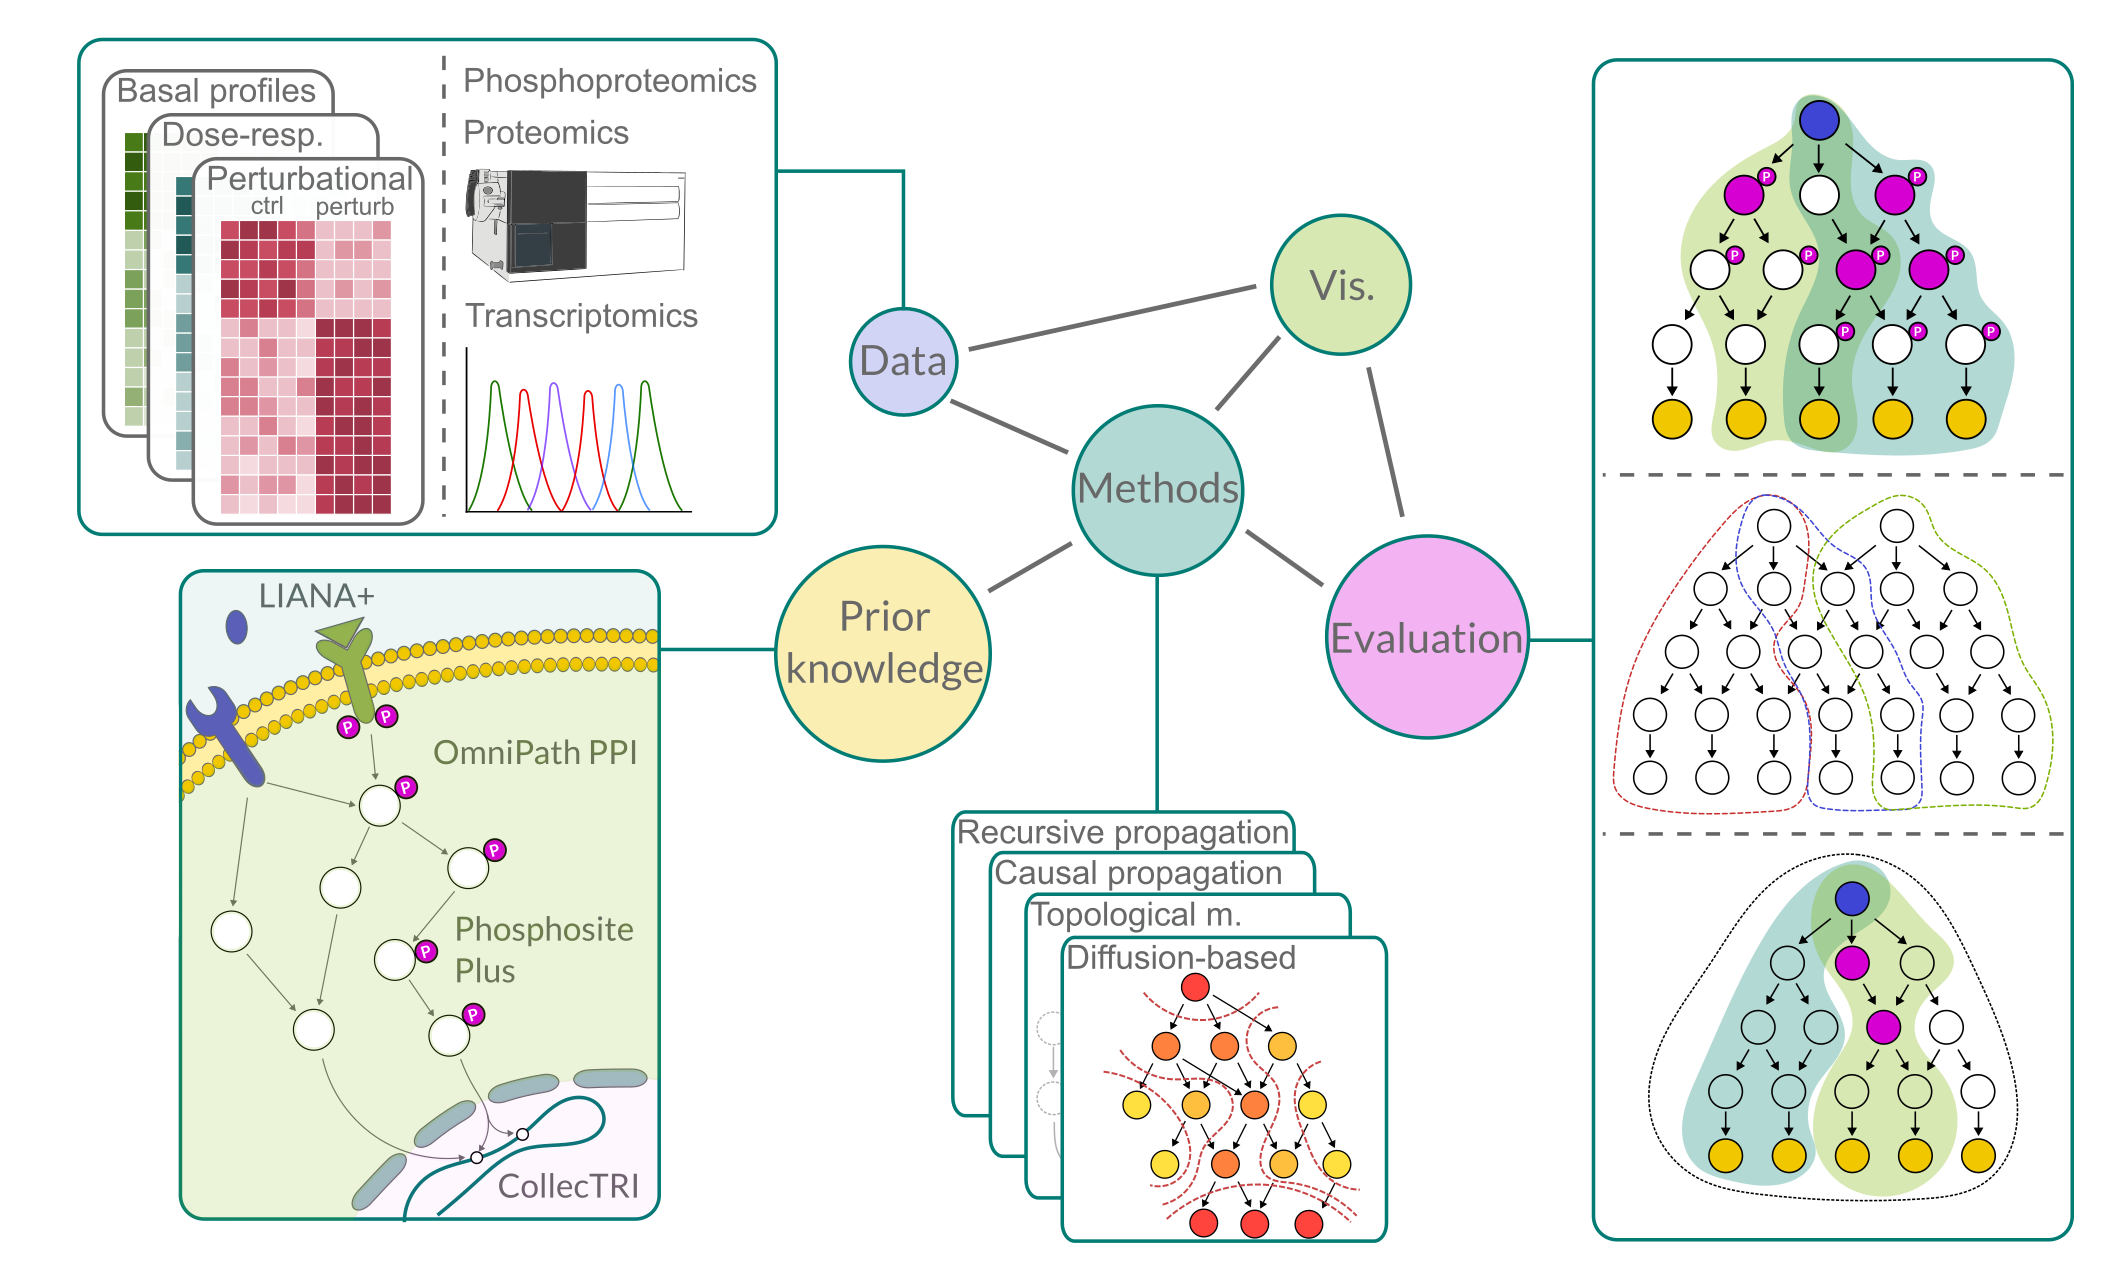 Basal profiles
Dose-resp.
Perturbational
ctrl perturb
Phosphoproteomics
Proteomics
Transcriptomics
Data
Vis.
Methods
Prior
knowledge
Evaluation
LIANA+
P P
OmniPath PPI
P
P
Phosphosite
Plus
P
P
CollecTRI
Recursive propagation
Causal propagation
Topological m.
Diffusion-based
P P
P P P P
P P P